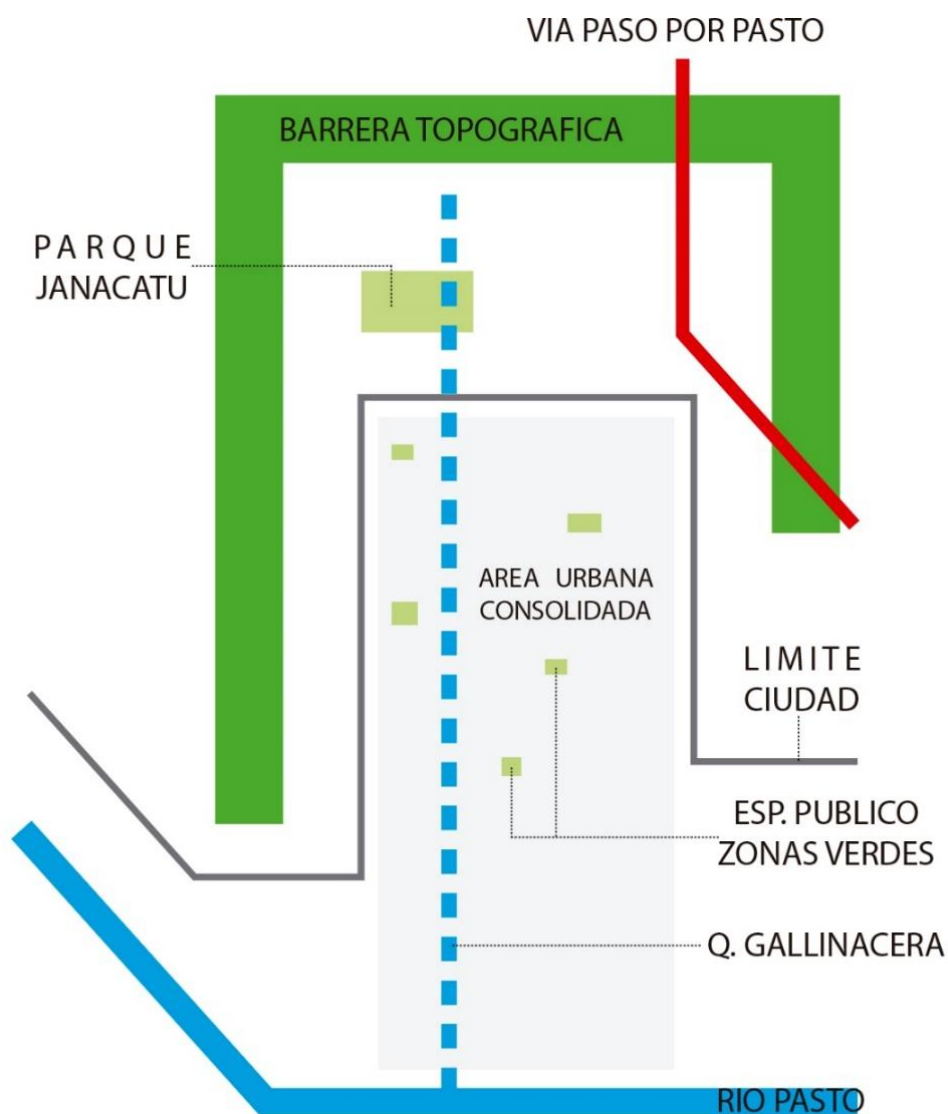 VIA PASO POR PASTO
BARRERA TOPOGRAFICA
PARQUE
JANACATU
AREA URBANA
CONSOLIDADA
LIMITE
CIUDAD
ESP. PUBLICO
ZONAS VERDES
Q. GALLINACERA
RIO PASTO